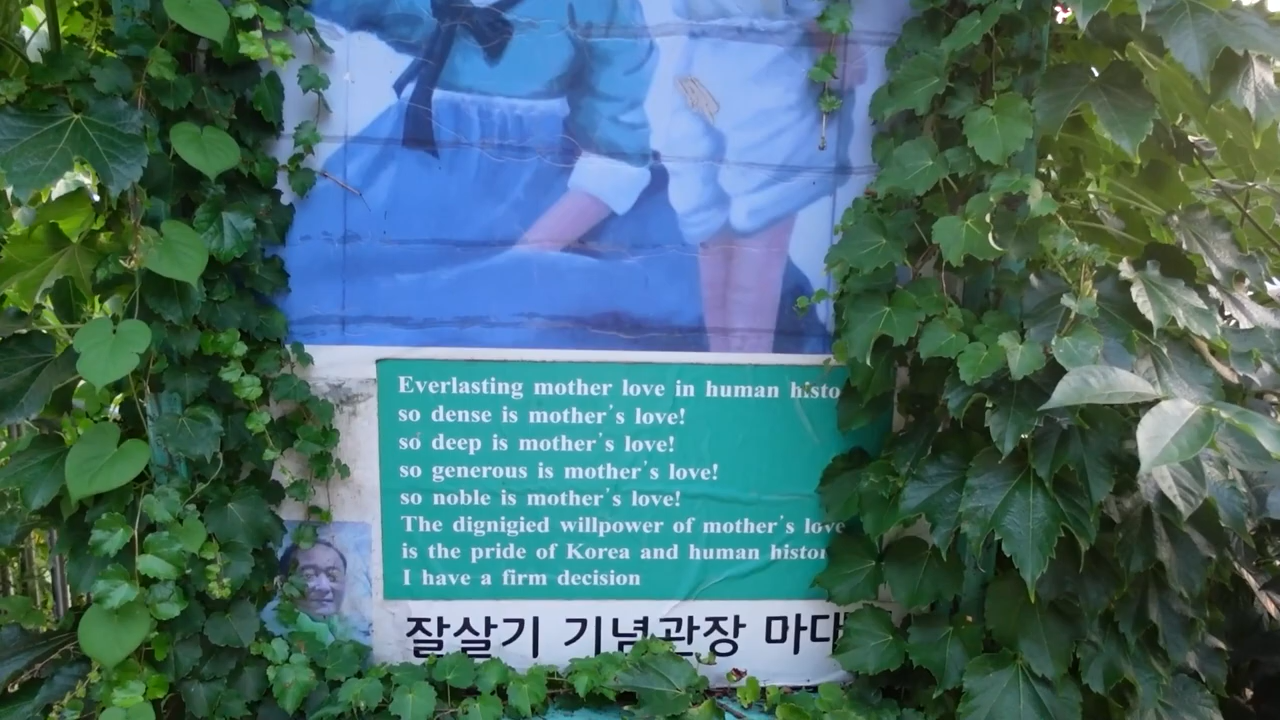 Everlasting mother love in human histo
so dense is mother's love!
so deep is mother's love!
so generous is mother's love!
so noble is mother's love!
The dignigied willpower of mother's love
is the pride of Korea and human histor
I have a firm decision
잘살기 기념관장 마대